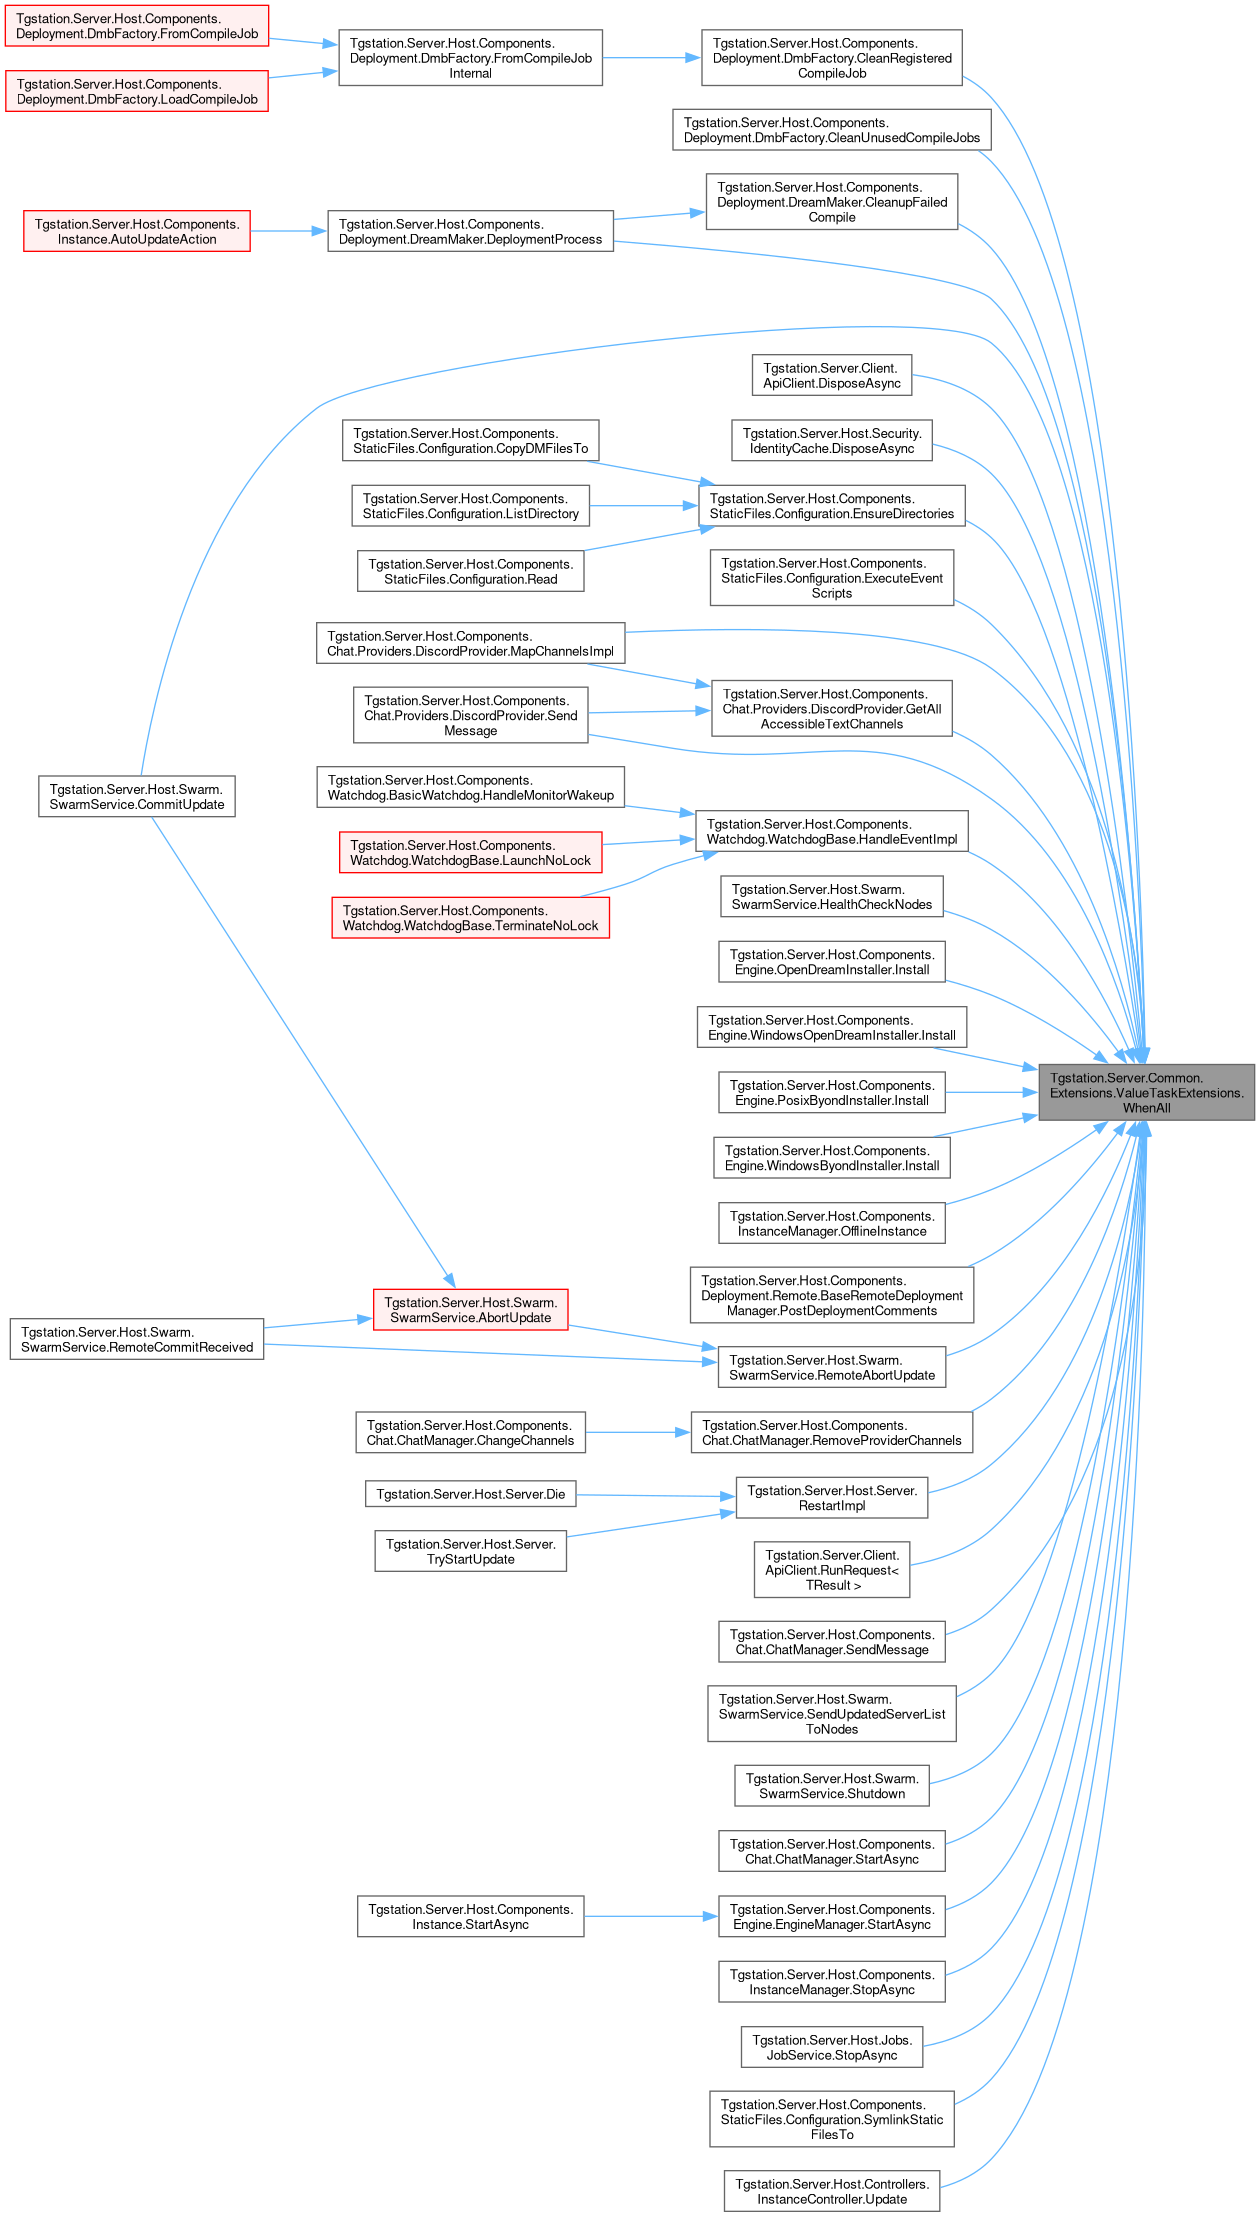 Tgstation.Server.Host.Components.
Deployment.DmbFactory.FromCompileJob
Tgstation.Server.Host.Components.
Deployment.DmbFactory.LoadCompileJob
Tgstation.Server.Host.Components.
Deployment.DmbFactory.FromCompileJob
Internal
Tgstation.Server.Host.Components.
Deployment.DmbFactory.CleanRegistered
CompileJob
Tgstation.Server.Host.Components.
Deployment.DmbFactory.CleanUnusedCompileJobs
Tgstation.Server.Host.Components.
Deployment.DreamMaker.CleanupFailed
Compile
Tgstation.Server.Host.Components.
Instance.AutoUpdateAction
Tgstation.Server.Host.Components.
Deployment.DreamMaker.DeploymentProcess
Tgstation.Server.Client.
ApiClient.DisposeAsync
Tgstation.Server.Host.Security.
IdentityCache.DisposeAsync
Tgstation.Server.Host.Components.
StaticFiles.Configuration.CopyDMFilesTo
Tgstation.Server.Host.Components.
StaticFiles.Configuration.ListDirectory
Tgstation.Server.Host.Components.
StaticFiles.Configuration.EnsureDirectories
Tgstation.Server.Host.Components.
StaticFiles.Configuration.Read
Tgstation.Server.Host.Components.
StaticFiles.Configuration.ExecuteEvent
Scripts
Tgstation.Server.Host.Components.
Chat.Providers.DiscordProvider.MapChannelsImpl
Tgstation.Server.Host.Components.
Chat.Providers.DiscordProvider.Send
Message
Tgstation.Server.Host.Components.
Chat.Providers.DiscordProvider.GetAll
AccessibleTextChannels
Tgstation.Server.Host.Swarm.
SwarmService.CommitUpdate
Tgstation.Server.Host.Components.
Watchdog.BasicWatchdog.HandleMonitorWakeup
Tgstation.Server.Host.Components.
Watchdog.WatchdogBase.LaunchNoLock
Tgstation.Server.Host.Components.
Watchdog.WatchdogBase.TerminateNoLock
Tgstation.Server.Host.Components.
Watchdog.WatchdogBase.HandleEventImpl
Tgstation.Server.Host.Swarm.
SwarmService.HealthCheckNodes
Tgstation.Server.Host.Components.
Engine.OpenDreamInstaller.Install
Tgstation.Server.Host.Components.
Engine.WindowsOpenDreamInstaller.Install
Tgstation.Server.Host.Components.
Engine.PosixByondInstaller.Install
Tgstation.Server.Common.
Extensions.ValueTaskExtensions.
WhenAll
Tgstation.Server.Host.Components.
Engine.WindowsByondInstaller.Install
Tgstation.Server.Host.Components.
InstanceManager.OfflineInstance
Tgstation.Server.Host.Components.
Deployment.Remote.BaseRemoteDeployment
Manager.PostDeploymentComments
Tgstation.Server.Host.Swarm.
SwarmService.RemoteCommitReceived
Tgstation.Server.Host.Swarm.
SwarmService.AbortUpdate
Tgstation.Server.Host.Swarm.
SwarmService.RemoteAbortUpdate
Tgstation.Server.Host.Components.
Chat.ChatManager.ChangeChannels
Tgstation.Server.Host.Components.
Chat.ChatManager.RemoveProviderChannels
Tgstation.Server.Host.Server.Die
Tgstation.Server.Host.Server.
TryStartUpdate
Tgstation.Server.Host.Server.
RestartImpl
Tgstation.Server.Client.
ApiClient.RunRequest<
TResult >
Tgstation.Server.Host.Components.
Chat.ChatManager.SendMessage
Tgstation.Server.Host.Swarm.
SwarmService.SendUpdatedServerList
ToNodes
Tgstation.Server.Host.Swarm.
SwarmService.Shutdown
Tgstation.Server.Host.Components.
Chat.ChatManager.StartAsync
Tgstation.Server.Host.Components.
Instance.StartAsync
Tgstation.Server.Host.Components.
Engine.EngineManager.StartAsync
Tgstation.Server.Host.Components.
InstanceManager.StopAsync
Tgstation.Server.Host.Jobs.
JobService.StopAsync
Tgstation.Server.Host.Components.
StaticFiles.Configuration.SymlinkStatic
FilesTo
Tgstation.Server.Host.Controllers.
InstanceController.Update